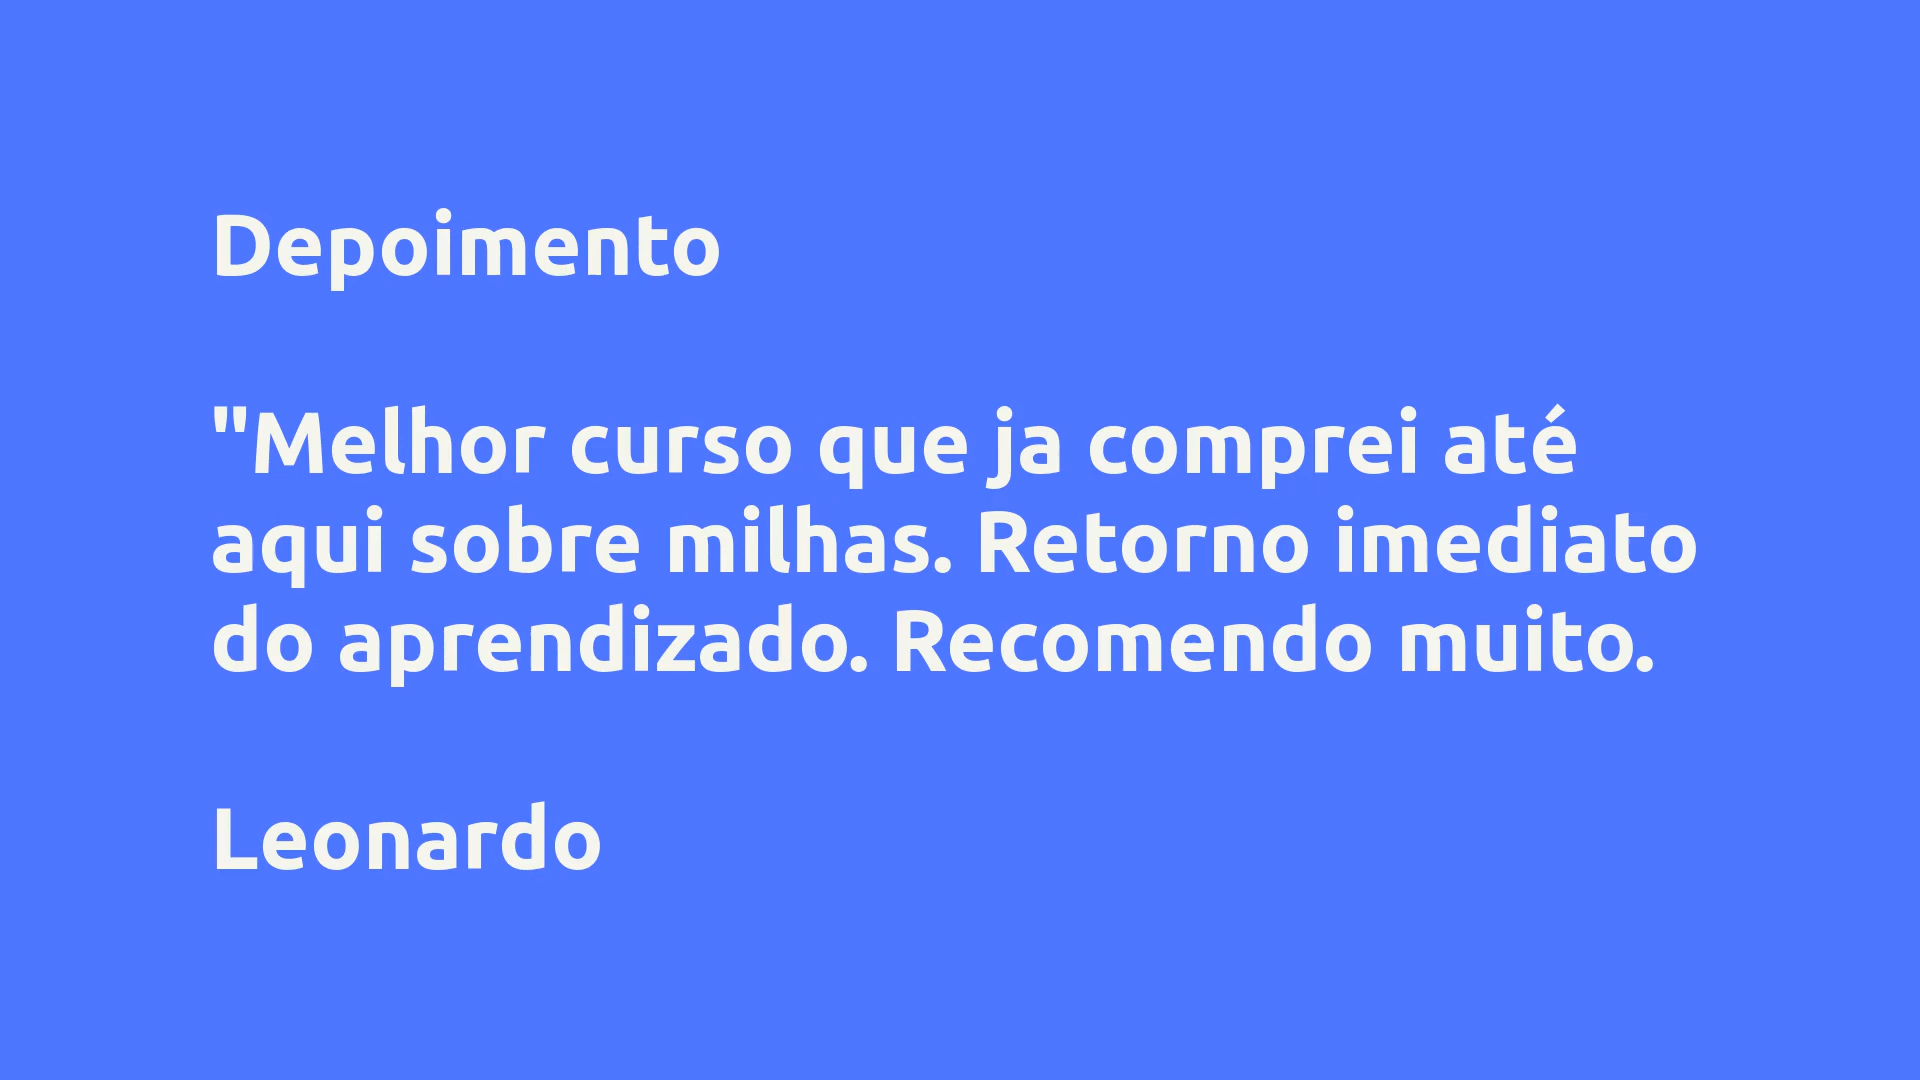 Depoimento
"Melhor curso que ja comprei até
aqui sobre milhas. Retorno imediato
do aprendizado. Recomendo muito.
Leonardo